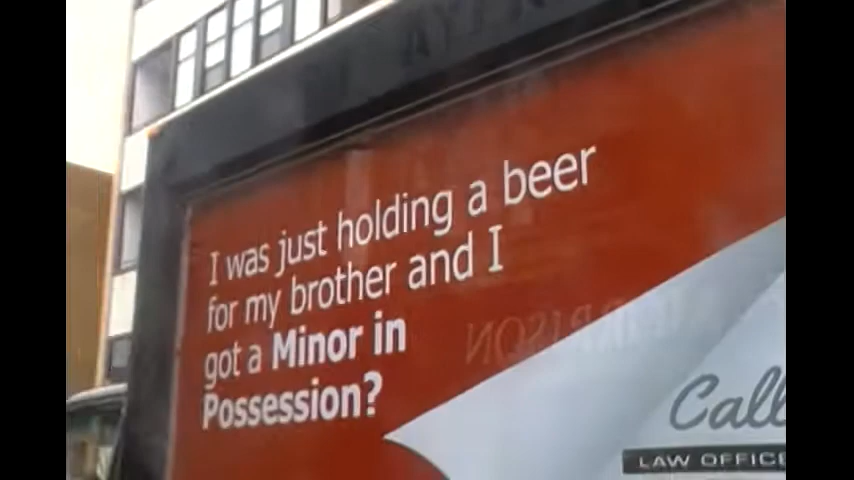 I was just holding a beer
for my brother and I
got a Minor in
Possession?
Call
LAW OFFICE